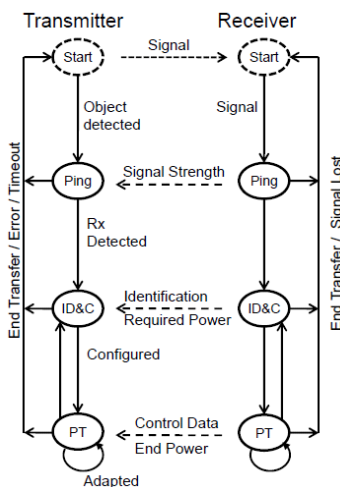 Transmitter Receiver
Start Signal Start
Object
detected
Signal
Ping Signal Strength Ping
Rx
Detected
ID&C Identification ID&C
Required Power
Configured
PT Control Data PT
End Power
Adapted
End Transfer / Error / Timeout
End Transfer / Signal Lost